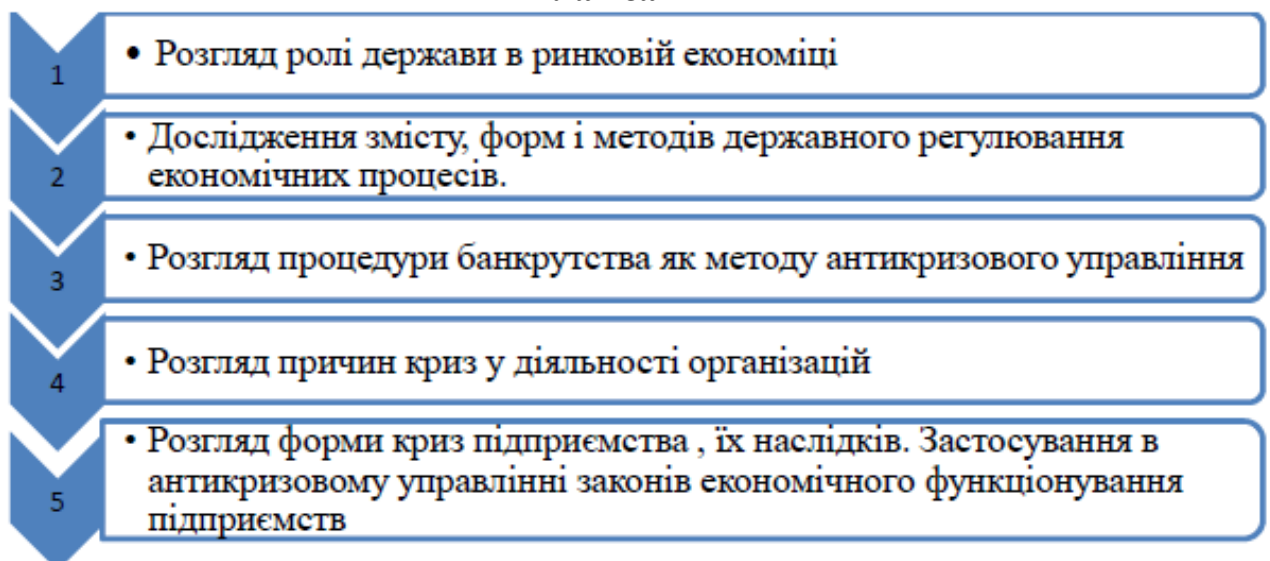 1
• Розгляд ролі держави в ринковій економіці
2
• Дослідження змісту, форм і методів державного регулювання
економічних процесів.
3
• Розгляд процедури банкрутства як методу антикризового управління
4
• Розгляд причин криз у діяльності організацій
5
• Розгляд форми криз підприємства , їх наслідків. Застосування в
антикризовому управлінні законів економічного функціонування
підприємств